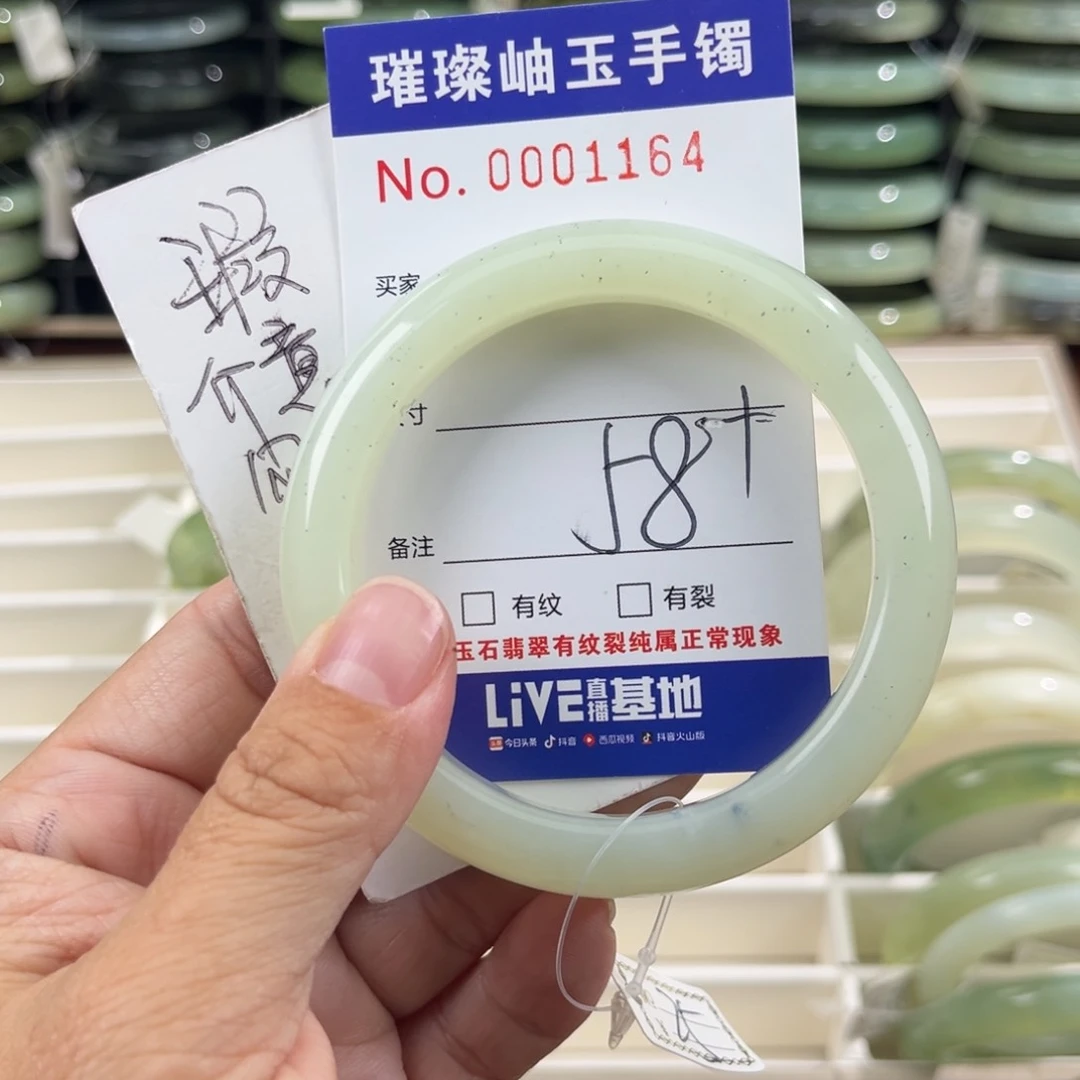 璀璨岫玉手镯
No. 0001164
买家
寸
58
备注
有纹 有裂
玉石翡翠有纹裂纯属正常现象
LiVE直播基地
今日头条 抖音 西瓜视频 抖音火山版